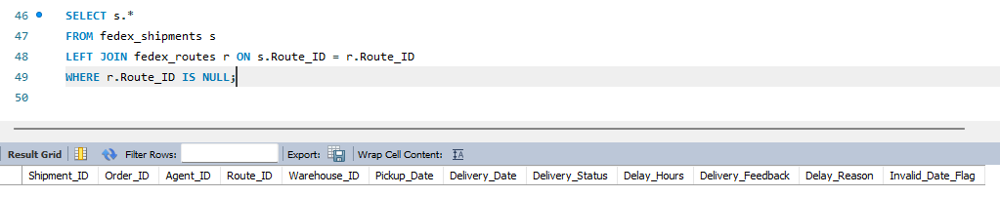 46 SELECT s.*
47 FROM fedex_shipments s
48 LEFT JOIN fedex_routes r ON s.Route_ID = r.Route_ID
49 WHERE r.Route_ID IS NULL;
50
Result Grid Filter Rows: Export: Wrap Cell Content: IA
Shipment_ID Order_ID Agent_ID Route_ID Warehouse_ID Pickup_Date Delivery_Date Delivery_Status Delay_Hours Delivery_Feedback Delay_Reason Invalid_Date_Flag